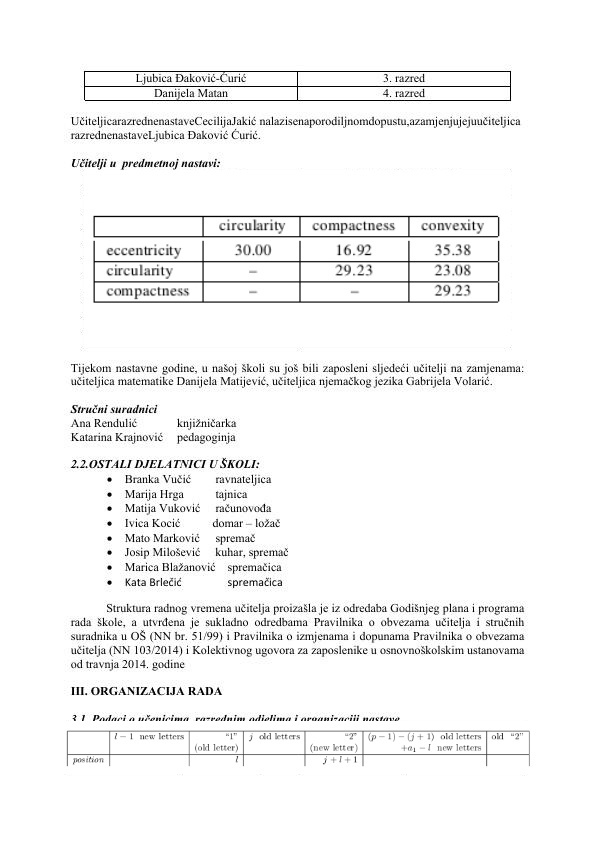 Ljubica Đaković-Ćurić 3. razred
Danijela Matan 4. razred
UčiteljicarazrednenastaveCecilijaJakić nalazisenaporodiljnomdopustu,azamjenjujejuučiteljica
razrednenastaveLjubica Đaković Ćurić.
Učitelji u predmetnoj nastavi:
circularity compactness convexity
eccentricity 30.00 16.92 35.38
circularity – 29.23 23.08
compactness – – 29.23
Tijekom nastavne godine, u našoj školi su još bili zaposleni sljedeći učitelji na zamjenama:
učiteljica matematike Danijela Matijević, učiteljica njemačkog jezika Gabrijela Volarić.
Stručni suradnici
Ana Rendulić knjižničarka
Katarina Krajnović pedagoginja
2.2.OSTALI DJELATNICI U ŠKOLI:
• Branka Vučić ravnateljica
• Marija Hrga tajnica
• Matija Vuković računovođa
• Ivica Kocić domar – ložač
• Mato Marković spremač
• Josip Milošević kuhar, spremač
• Marica Blažanović spremačica
• Kata Brlečić spremačica
Struktura radnog vremena učitelja proizašla je iz odredaba Godišnjeg plana i programa
rada škole, a utvrđena je sukladno odredbama Pravilnika o obvezama učitelja i stručnih
suradnika u OŠ (NN br. 51/99) i Pravilnika o izmjenama i dopunama Pravilnika o obvezama
učitelja (NN 103/2014) i Kolektivnog ugovora za zaposlenike u osnovnoškolskim ustanovama
od travnja 2014. godine
III. ORGANIZACIJA RADA
3.1. Podaci o učenicima, razrednim odjelima i organizaciji nastave
l − 1 new letters “1” j old letters “2” (p − 1) − (j + 1) old letters old “2”
(old letter) (new letter) +a₁ − l new letters
position l j + l + 1